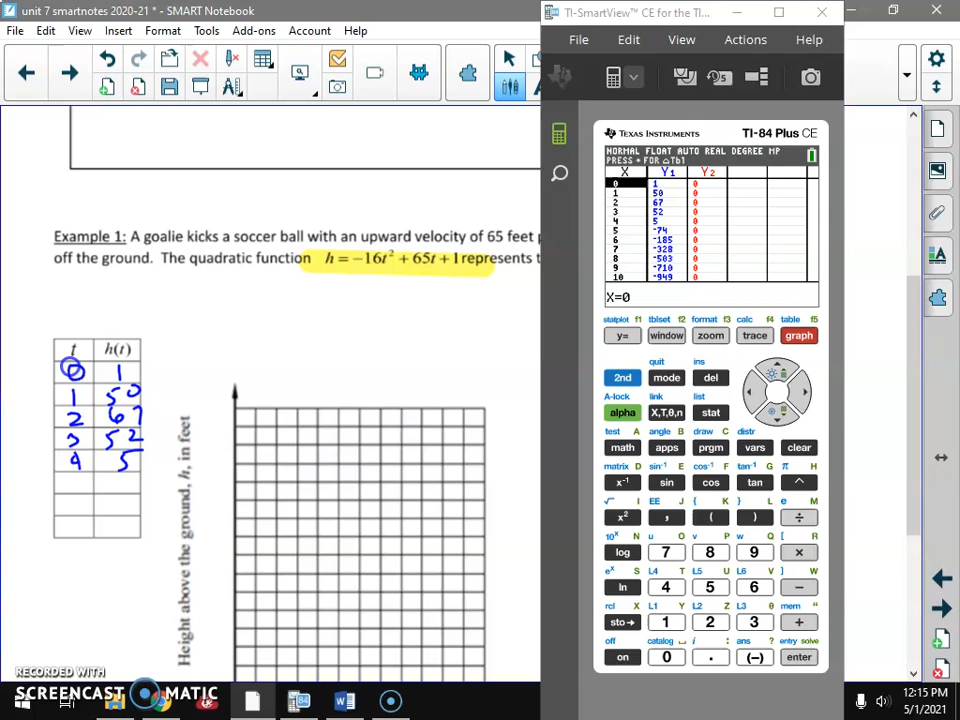 unit 7 smartnotes 2020-21 * - SMART Notebook
File Edit View Insert Format Tools Add-ons Account Help
Example 1: A goalie kicks a soccer ball with an upward velocity of 65 feet
off the ground. The quadratic function h = −16t² + 65t + 1 represents
t h(t)
0 1
1 50
2 67
3 52
4 5
Height above the ground, h, in feet
TI-SmartView™ CE for the TI...
File Edit View Actions Help
TEXAS INSTRUMENTS TI-84 Plus CE
NORMAL FLOAT AUTO REAL DEGREE MP
PRESS + FOR △Tbl
X Y1 Y2
0 1 0
1 50 0
2 67 0
3 52 0
4 5 0
5 -74 0
6 -185 0
7 -328 0
8 -503 0
9 -710 0
10 -949 0
X=0
statplot f1 tblset f2 format f3 calc f4 table f5
y= window zoom trace graph
quit ins
2nd mode del
A-lock link list
alpha X,T,θ,n stat
test A angle B draw C distr
math apps prgm vars clear
matrix D sin⁻¹ E cos⁻¹ F tan⁻¹ G π H
x⁻¹ sin cos tan ^
√ I EE J { K } L e M
x² , ( ) ÷
10ˣ N u O v P w Q [ R
log 7 8 9 ×
eˣ S L4 T L5 U L6 V ] W
ln 4 5 6 −
rcl X L1 Y L2 Z L3 θ mem "
sto→ 1 2 3 +
off catalog i : ans ? entry solve
on 0 . (−) enter
RECORDED WITH
SCREENCAST MATIC
12:15 PM
5/1/2021